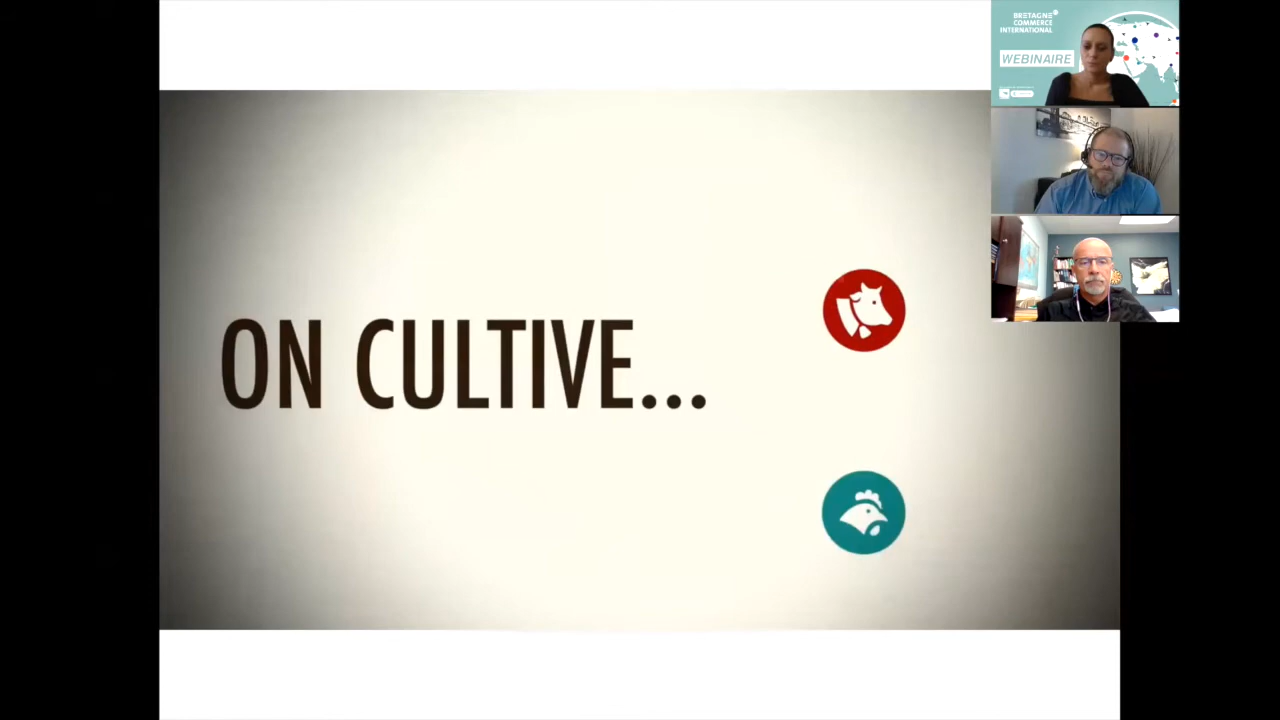 BRETAGNE
COMMERCE
INTERNATIONAL
WEBINAIRE
ON CULTIVE...